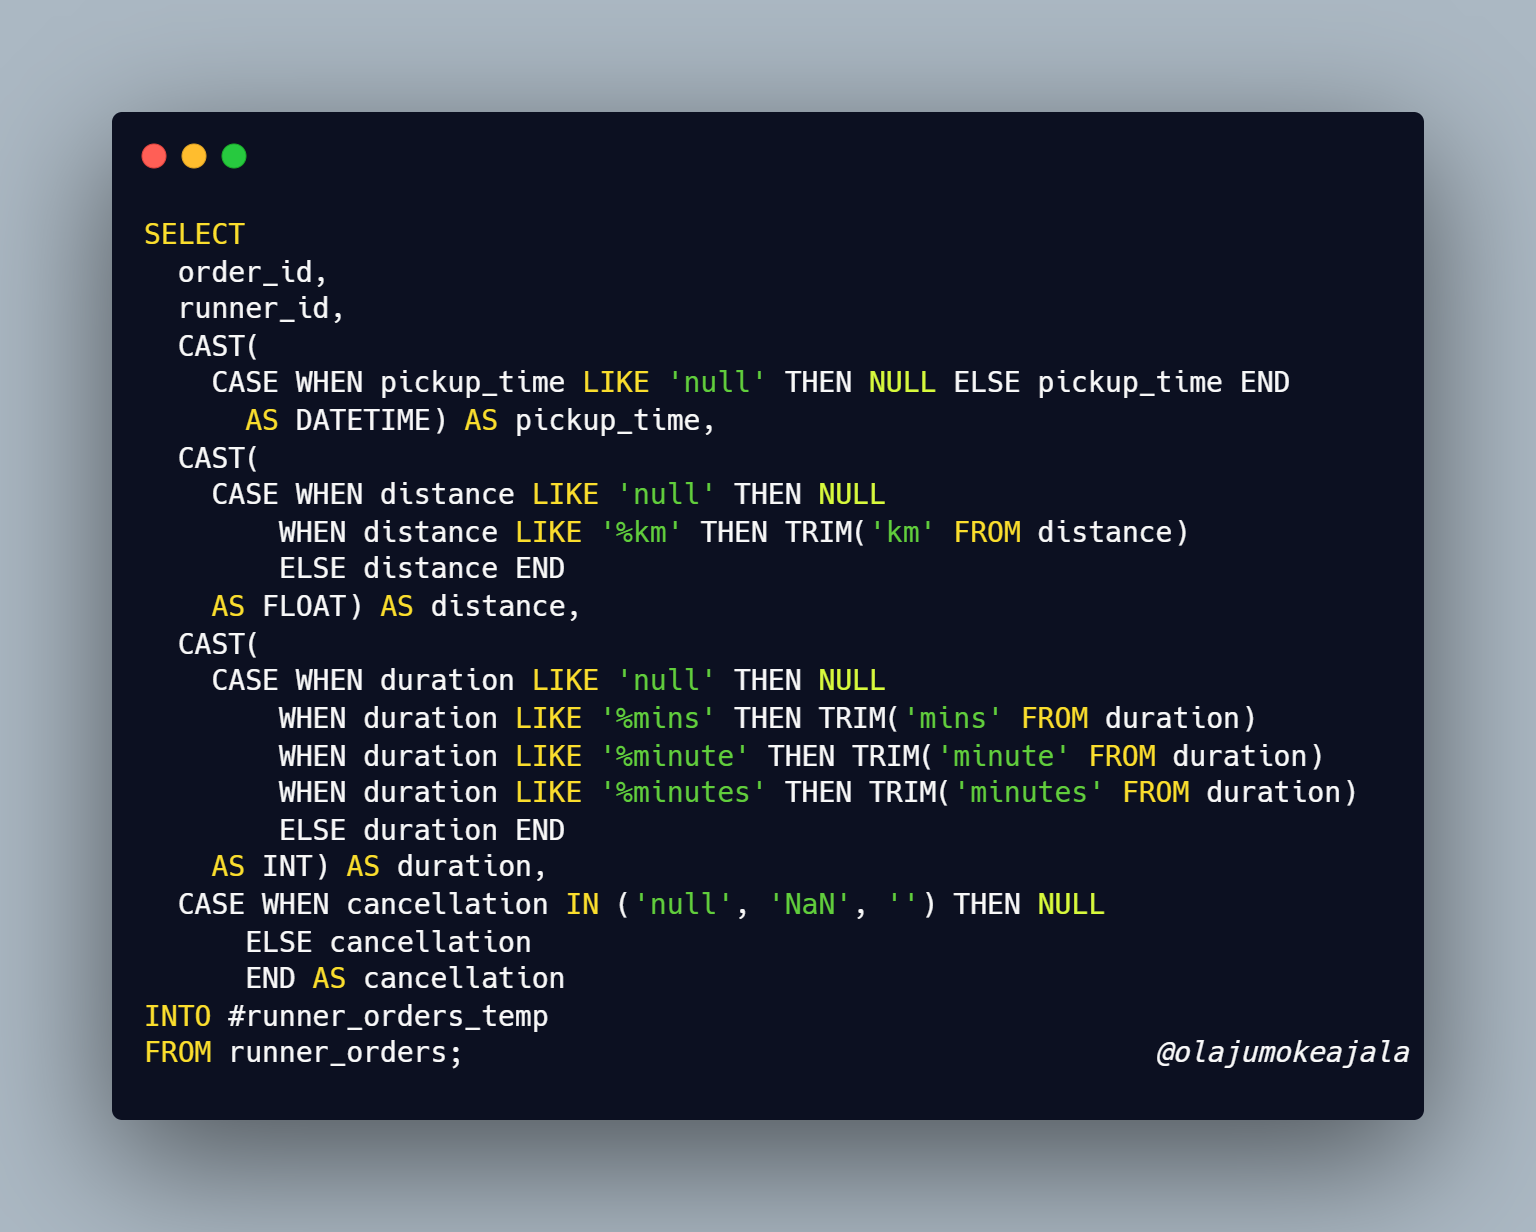 SELECT
  order_id,
  runner_id,
  CAST(
    CASE WHEN pickup_time LIKE 'null' THEN NULL ELSE pickup_time END
      AS DATETIME) AS pickup_time,
  CAST(
    CASE WHEN distance LIKE 'null' THEN NULL
        WHEN distance LIKE '%km' THEN TRIM('km' FROM distance)
        ELSE distance END
    AS FLOAT) AS distance,
  CAST(
    CASE WHEN duration LIKE 'null' THEN NULL
        WHEN duration LIKE '%mins' THEN TRIM('mins' FROM duration)
        WHEN duration LIKE '%minute' THEN TRIM('minute' FROM duration)
        WHEN duration LIKE '%minutes' THEN TRIM('minutes' FROM duration)
        ELSE duration END
    AS INT) AS duration,
  CASE WHEN cancellation IN ('null', 'NaN', '') THEN NULL
      ELSE cancellation
      END AS cancellation
INTO #runner_orders_temp
FROM runner_orders;
@olajumokeajala